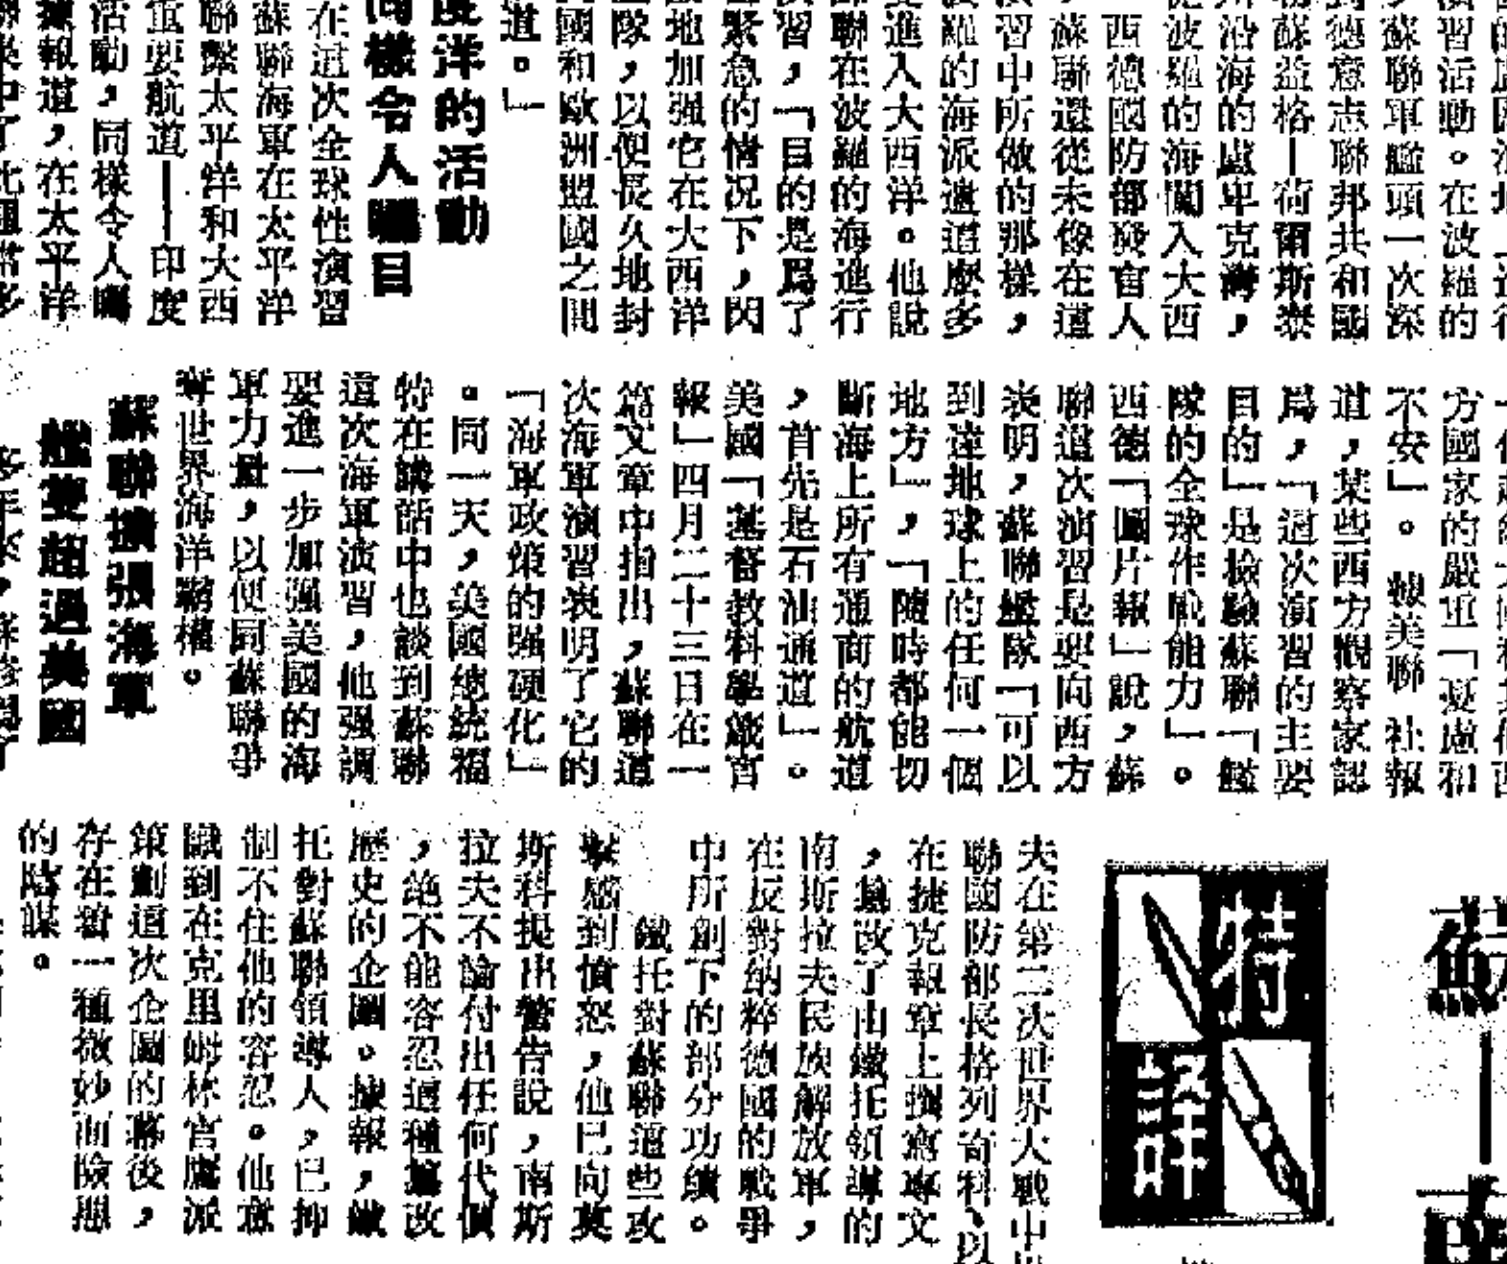 演習活動。在波羅的
蘇聯軍艦頭一次深
到德意志聯邦共和國
蘇益格—荷爾斯泰
沿海的盧卑克灣，
從波羅的海闖入大西
西德國防部發言人
，蘇聯還從未像在這
演習中所做的那樣，
波羅的海派遣這麽多
進入大西洋。他說
聯在波羅的海進行
習，「目的是爲了
緊急的情况下，閃
地加强它在大西洋
隊，以便長久地封
國和歐洲盟國之間
道。」
度洋的活動
同樣令人矚目
在這次全球性演習
蘇聯海軍在太平洋
聯繫太平洋和大西
重要航道——印度
活動，同樣令人矚
據報道，在太平洋
方國家的嚴重「憂慮和
不安」。據美聯社報
道，某些西方觀察家認
爲，「這次演習的主要
目的」是檢驗蘇聯「艦
隊的全球作戰能力」。
西德「圖片報」說，蘇
聯這次演習是要向西方
表明，蘇聯艦隊「可以
到達地球上的任何一個
地方」，「隨時都能切
斷海上所有通商的航道
，首先是石油通道」。
美國「基督教科學箴言
報」四月二十三日在一
篇文章中指出，蘇聯這
次海軍演習表明了它的
「海軍政策的强硬化」
。同一天，美國總統福
特在講話中也談到蘇聯
這次海軍演習，他强調
要進一步加强美國的海
軍力量，以便同蘇聯爭
奪世界海洋霸權。
蘇聯擴張海軍
艦隻超過美國
特譯
夫在第二次世界大戰中
聯國防部長格列奇科、以
在捷克報章上撰寫專文
，篡改了由鐵托領導的
南斯拉夫民族解放軍，
在反對納粹德國的戰爭
中所創下的部分功績。
鐵托對蘇聯這些攻
擊感到憤怒，他已向莫
斯科提出警告說，南斯
拉夫不論付出任何代價
，絶不能容忍這種篡改
歷史的企圖。據報，鐵
托對蘇聯領導人，已抑
制不住他的容忍。他意
識到在克里姆林宮鷹派
策劃這次企圖的幕後，
存在着一種微妙而險惡
的陰謀。